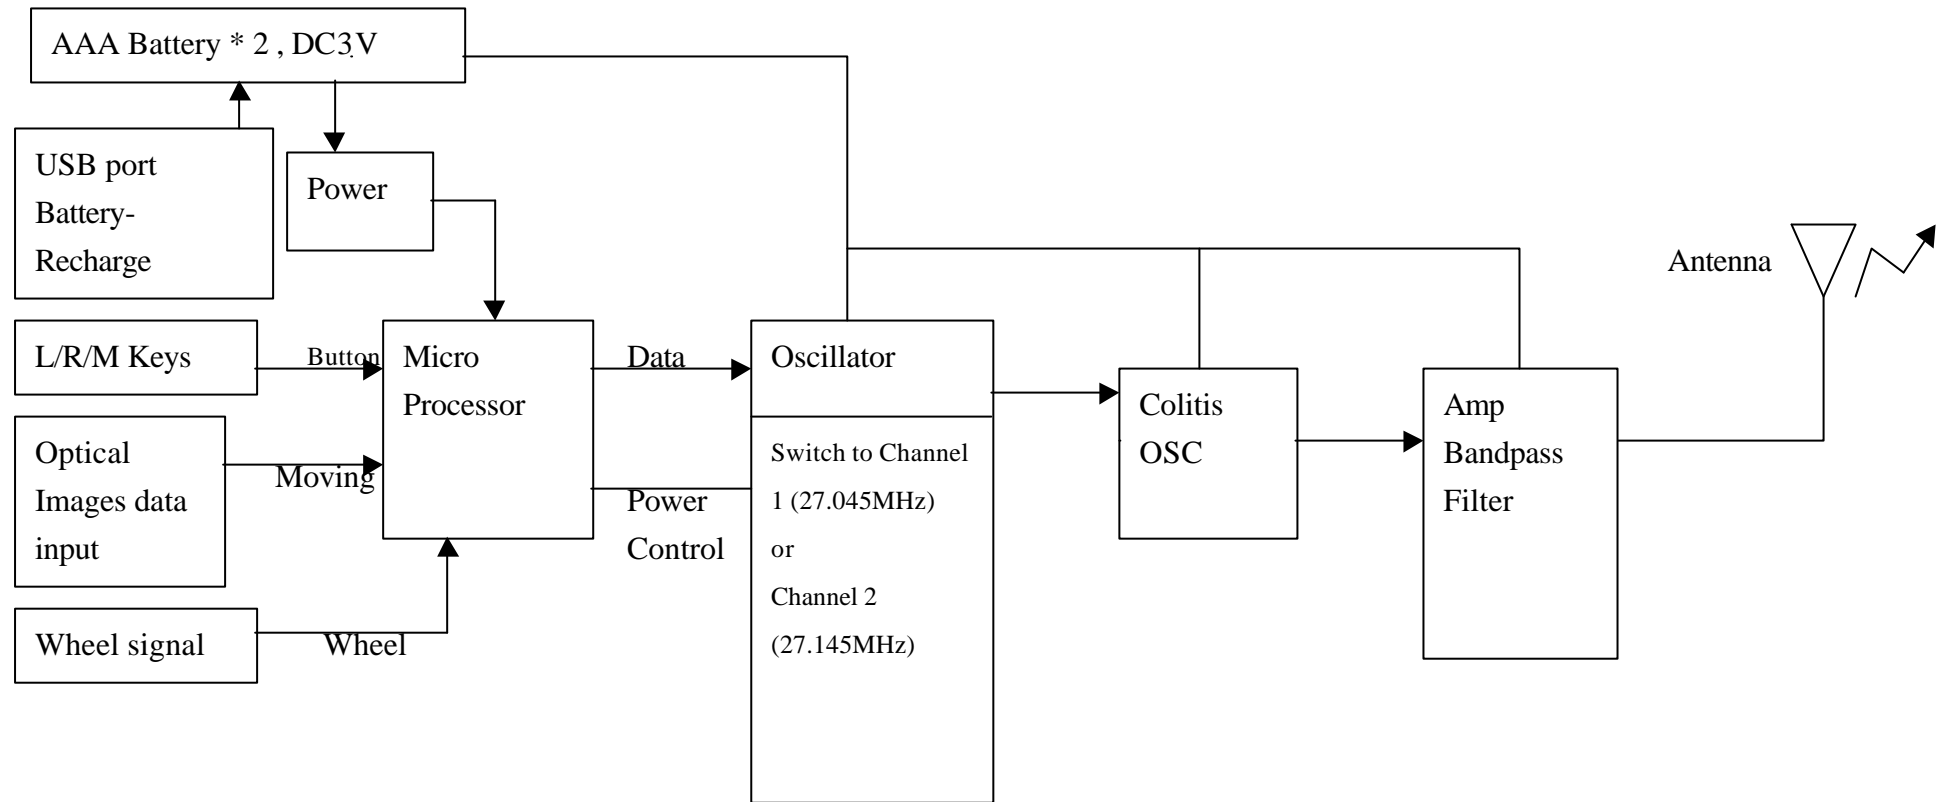 AAA Battery * 2 , DC3V
USB port
Battery-
Recharge
Power
Antenna
L/R/M Keys
Button
Micro
Processor
Data
Oscillator
Colitis
OSC
Amp
Bandpass
Filter
Optical
Images data
input
Moving
Power
Control
Switch to Channel
1 (27.045MHz)
or
Channel 2
(27.145MHz)
Wheel signal
Wheel